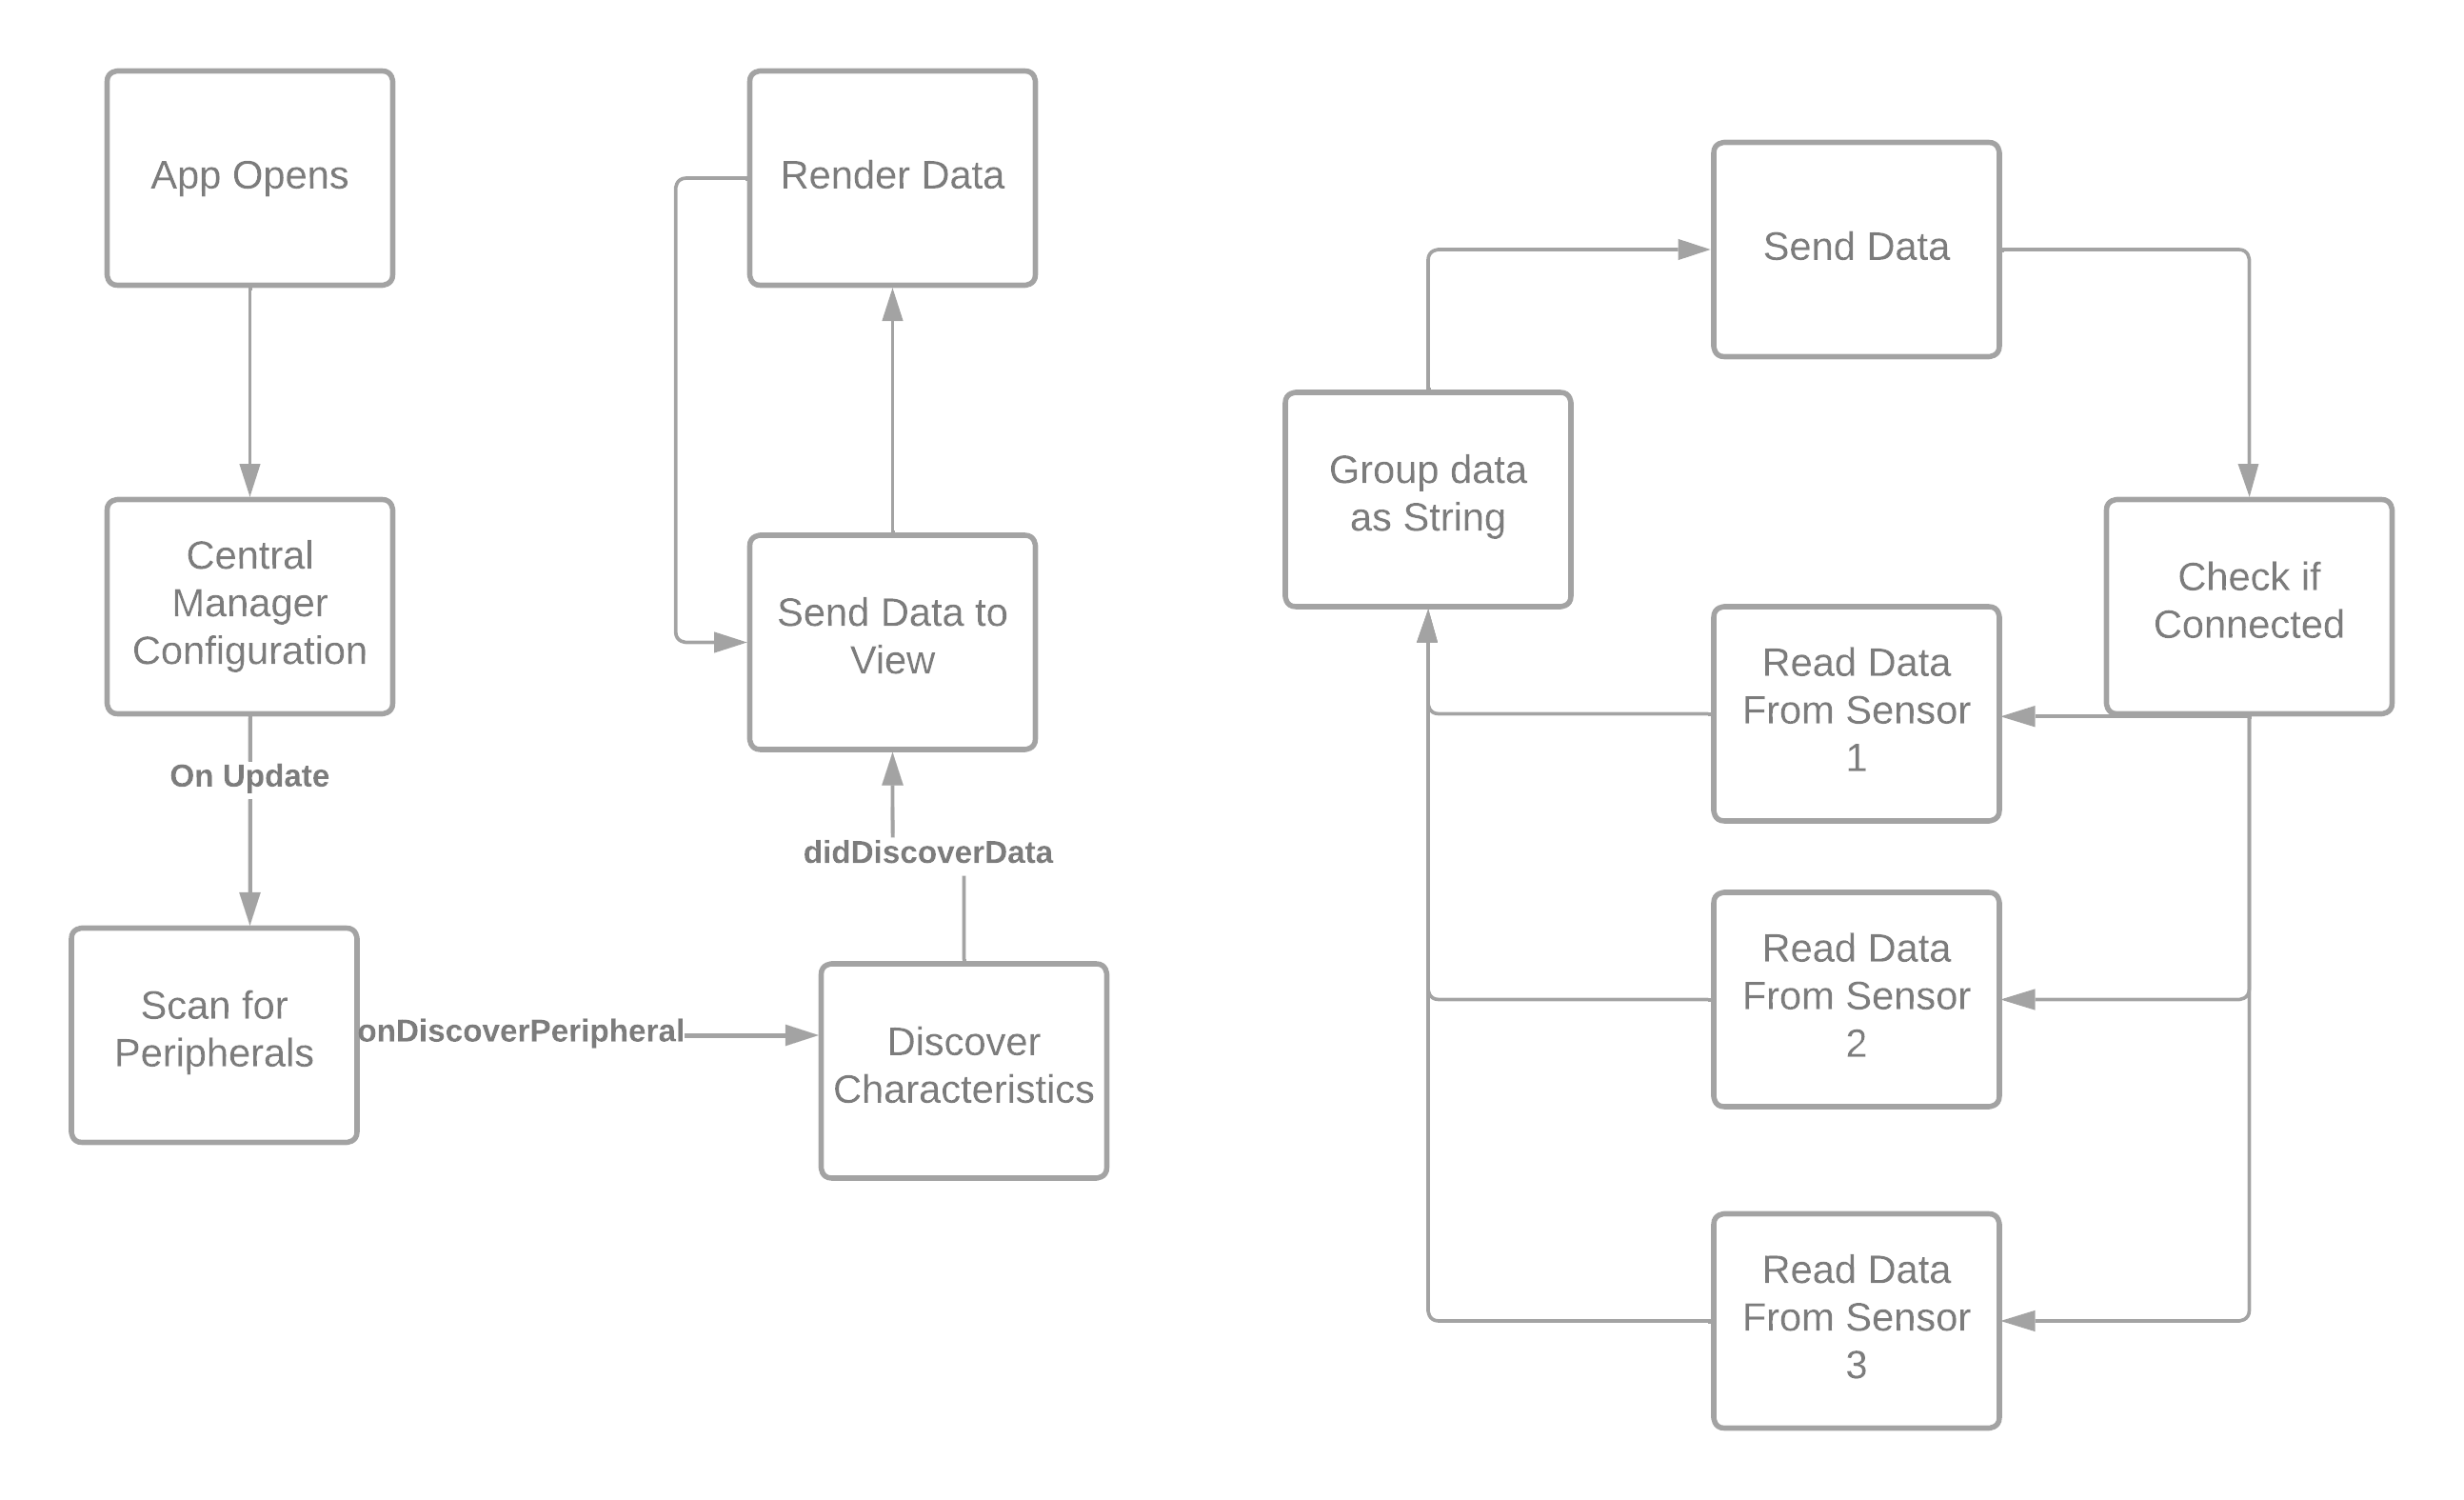 App Opens
Central
Manager
Configuration
On Update
Scan for
Peripherals
onDiscoverPeripheral
Discover
Characteristics
didDiscoverData
Send Data to
View
Render Data
Send Data
Group data
as String
Check if
Connected
Read Data
From Sensor
1
Read Data
From Sensor
2
Read Data
From Sensor
3